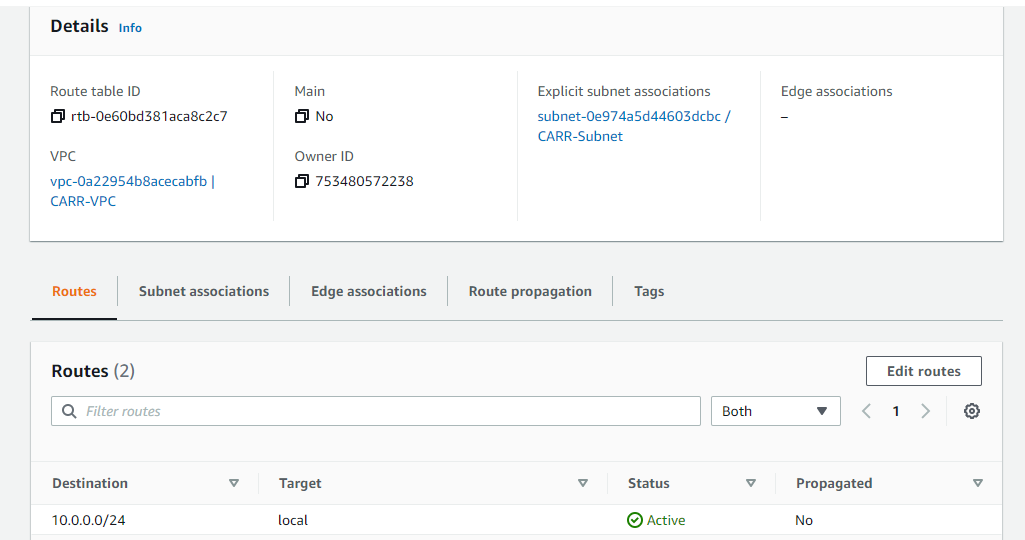 Details Info
Route table ID
rtb-0e60bd381aca8c2c7
Main
No
Explicit subnet associations
subnet-0e974a5d44603dcbc /
CARR-Subnet
Edge associations
–
VPC
vpc-0a22954b8acecabfb |
CARR-VPC
Owner ID
753480572238
Routes Subnet associations Edge associations Route propagation Tags
Routes (2) Edit routes
Filter routes Both 1
Destination Target Status Propagated
10.0.0.0/24 local Active No